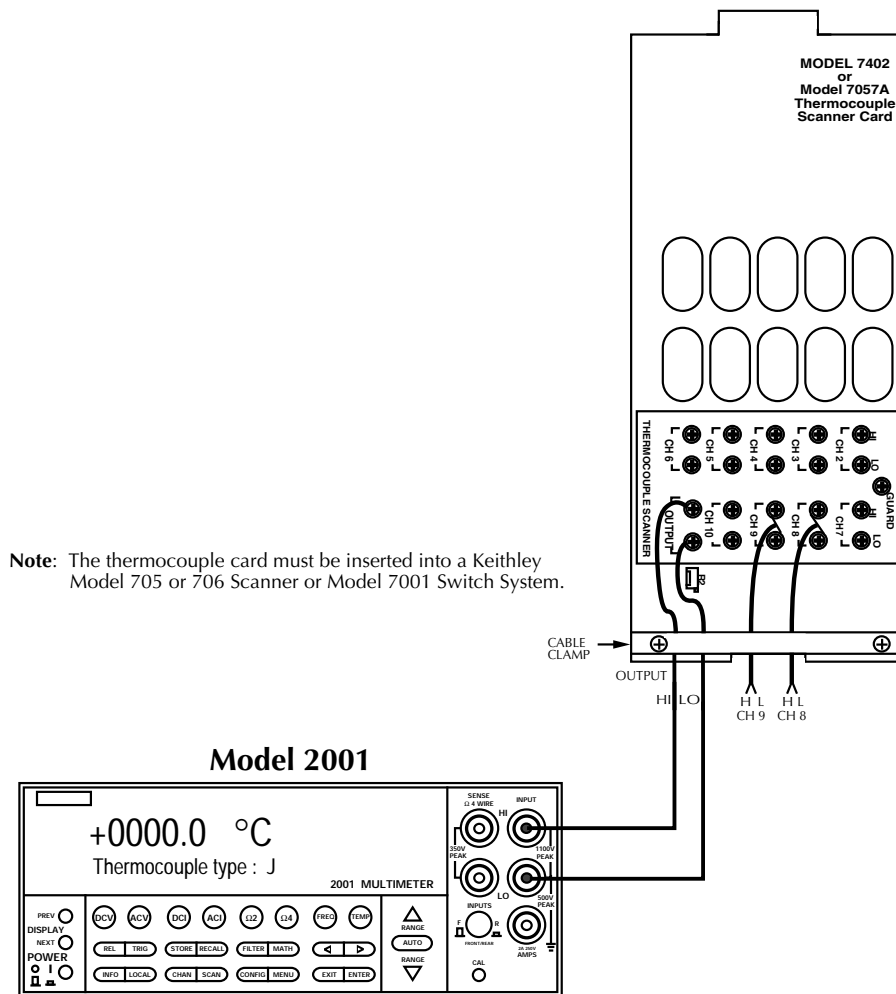 MODEL 7402
or
Model 7057A
Thermocouple
Scanner Card
THERMOCOUPLE SCANNER
CH 6
CH 5
CH 4
CH 3
CH 2
HI
LO
GUARD
OUTPUT
CH 10
CH 9
CH 8
CH7
HI
LO
R2
Note: The thermocouple card must be inserted into a Keithley
Model 705 or 706 Scanner or Model 7001 Switch System.
CABLE
CLAMP
OUTPUT
HI LO
H L
CH 9
H L
CH 8
Model 2001
+0000.0 °C
Thermocouple type : J
2001 MULTIMETER
SENSE
Ω 4 WIRE
INPUT
HI
350V
PEAK
1100V
PEAK
LO
500V
PEAK
INPUTS
F R
FRONT/REAR
2A 250V
AMPS
CAL
PREV
DISPLAY
NEXT
POWER
O I
DCV ACV DCI ACI Ω2 Ω4 FREQ TEMP
REL TRIG STORE RECALL FILTER MATH
INFO LOCAL CHAN SCAN CONFIG MENU EXIT ENTER
RANGE
AUTO
RANGE